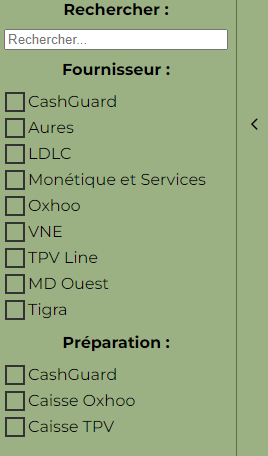 Rechercher :
Rechercher...
Fournisseur :
CashGuard
Aures
LDLC
Monétique et Services
Oxhoo
VNE
TPV Line
MD Ouest
Tigra
Préparation :
CashGuard
Caisse Oxhoo
Caisse TPV